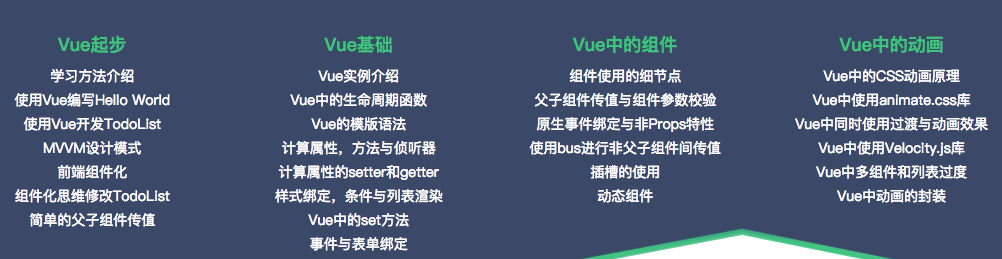 Vue起步
学习方法介绍
使用Vue编写Hello World
使用Vue开发TodoList
MVVM设计模式
前端组件化
组件化思维修改TodoList
简单的父子组件传值
Vue基础
Vue实例介绍
Vue中的生命周期函数
Vue的模版语法
计算属性，方法与侦听器
计算属性的setter和getter
样式绑定，条件与列表渲染
Vue中的set方法
事件与表单绑定
Vue中的组件
组件使用的细节点
父子组件传值与组件参数校验
原生事件绑定与非Props特性
使用bus进行非父子组件间传值
插槽的使用
动态组件
Vue中的动画
Vue中的CSS动画原理
Vue中使用animate.css库
Vue中同时使用过渡与动画效果
Vue中使用Velocity.js库
Vue中多组件和列表过度
Vue中动画的封装